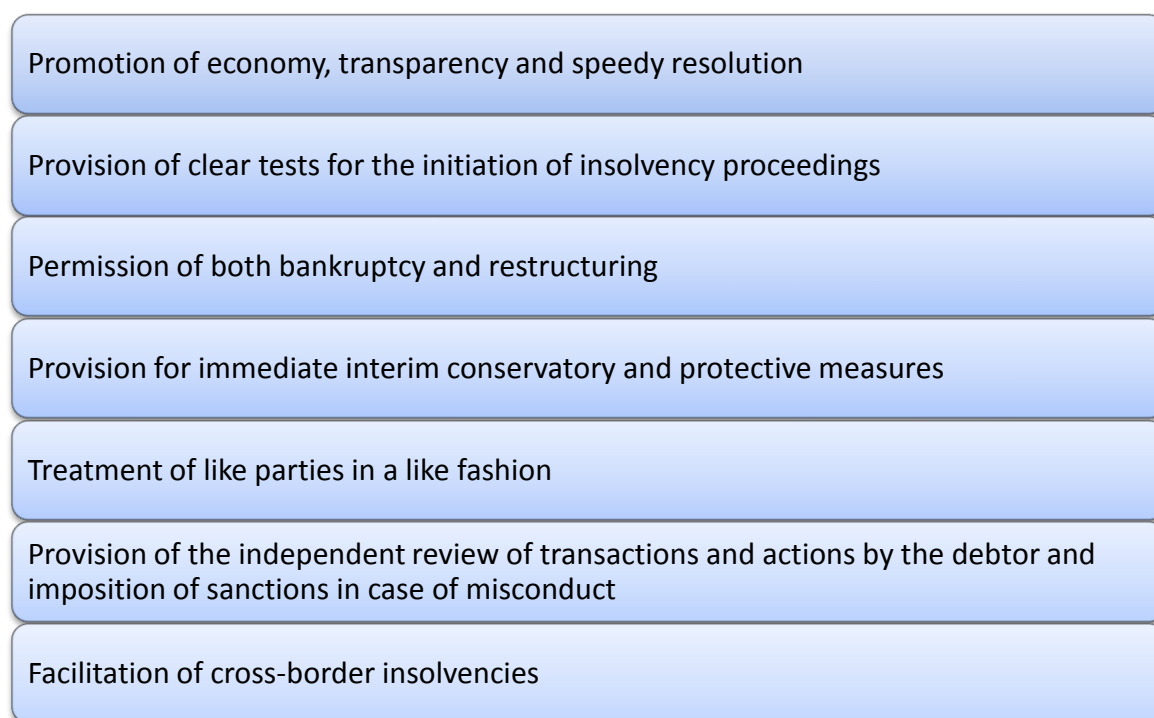 Promotion of economy, transparency and speedy resolution
Provision of clear tests for the initiation of insolvency proceedings
Permission of both bankruptcy and restructuring
Provision for immediate interim conservatory and protective measures
Treatment of like parties in a like fashion
Provision of the independent review of transactions and actions by the debtor and
imposition of sanctions in case of misconduct
Facilitation of cross-border insolvencies